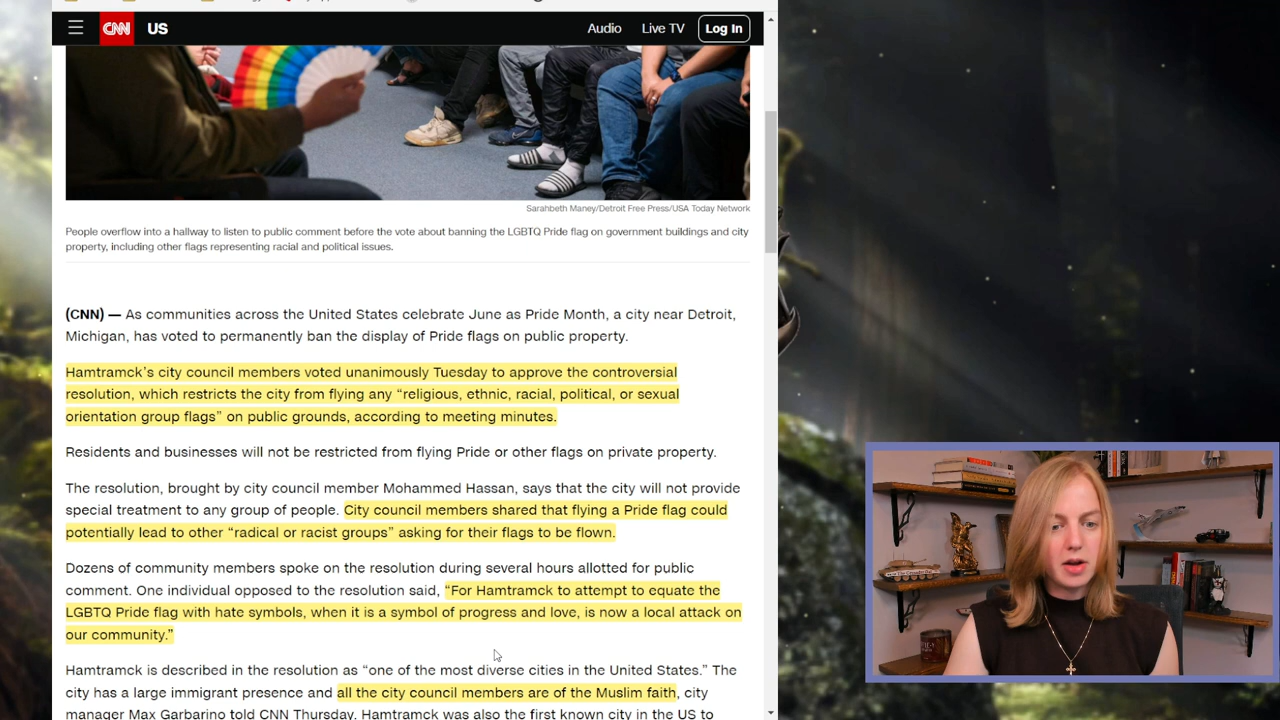 CNN US Audio Live TV Log In
Sarahbeth Maney/Detroit Free Press/USA Today Network
People overflow into a hallway to listen to public comment before the vote about banning the LGBTQ Pride flag on government buildings and city
property, including other flags representing racial and political issues.
(CNN) — As communities across the United States celebrate June as Pride Month, a city near Detroit,
Michigan, has voted to permanently ban the display of Pride flags on public property.
Hamtramck’s city council members voted unanimously Tuesday to approve the controversial
resolution, which restricts the city from flying any “religious, ethnic, racial, political, or sexual
orientation group flags” on public grounds, according to meeting minutes.
Residents and businesses will not be restricted from flying Pride or other flags on private property.
The resolution, brought by city council member Mohammed Hassan, says that the city will not provide
special treatment to any group of people. City council members shared that flying a Pride flag could
potentially lead to other “radical or racist groups” asking for their flags to be flown.
Dozens of community members spoke on the resolution during several hours allotted for public
comment. One individual opposed to the resolution said, “For Hamtramck to attempt to equate the
LGBTQ Pride flag with hate symbols, when it is a symbol of progress and love, is now a local attack on
our community.”
Hamtramck is described in the resolution as “one of the most diverse cities in the United States.” The
city has a large immigrant presence and all the city council members are of the Muslim faith, city
manager Max Garbarino told CNN Thursday. Hamtramck was also the first known city in the US to